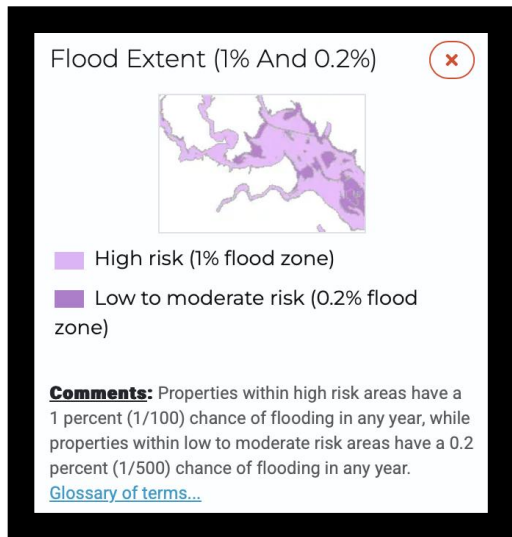 Flood Extent (1% And 0.2%)
High risk (1% flood zone)
Low to moderate risk (0.2% flood
zone)
Comments: Properties within high risk areas have a
1 percent (1/100) chance of flooding in any year, while
properties within low to moderate risk areas have a 0.2
percent (1/500) chance of flooding in any year.
Glossary of terms...